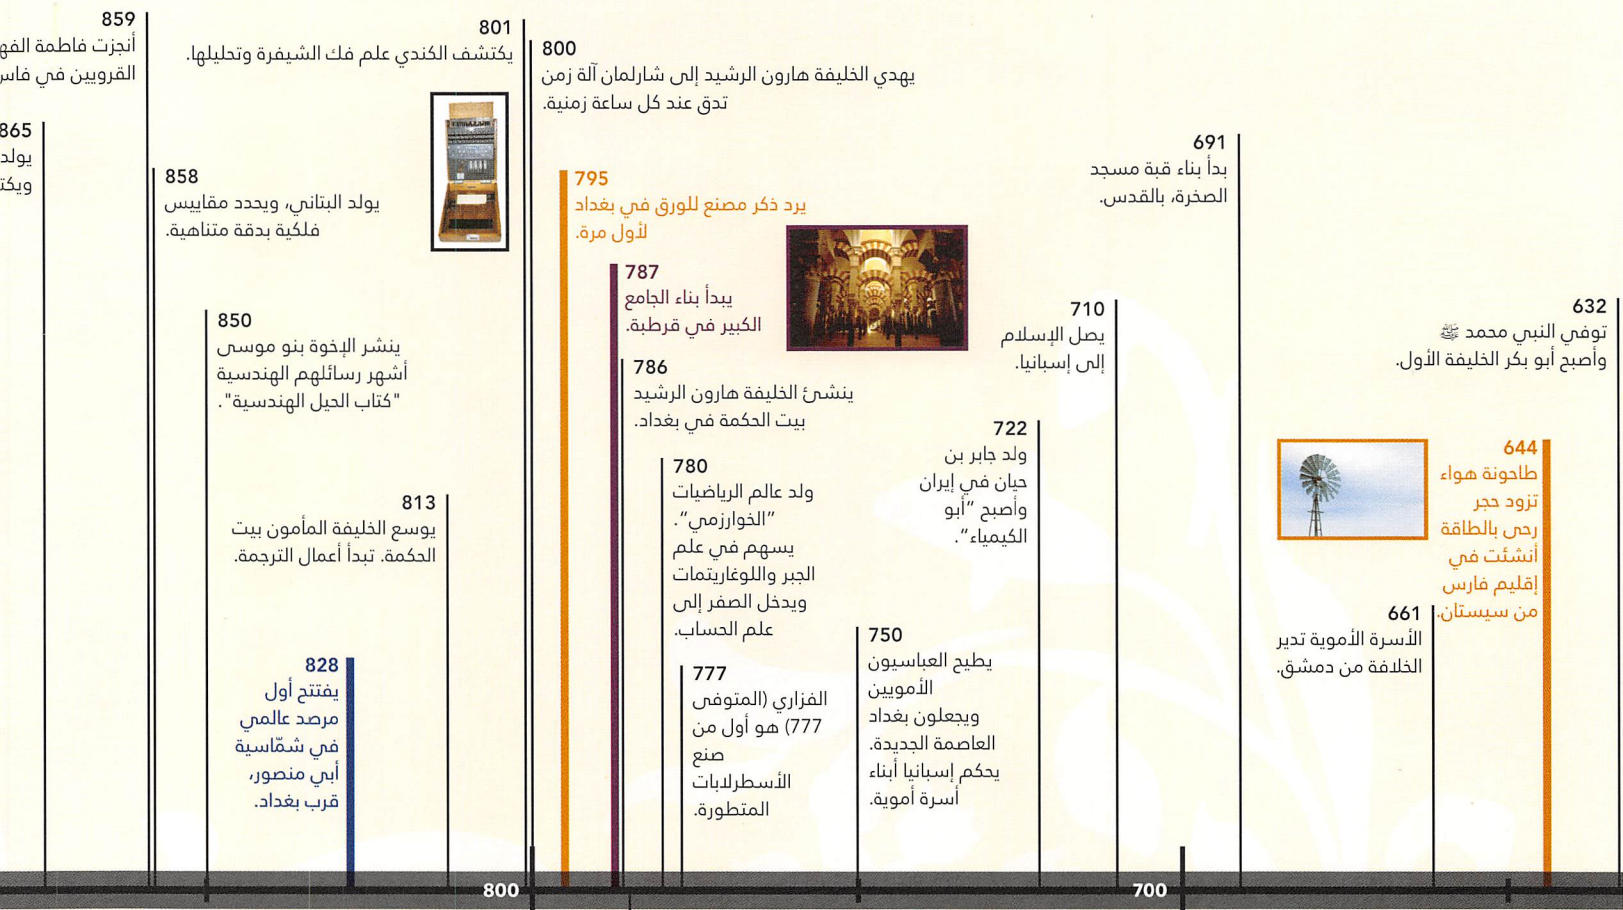 632
توفي النبي محمد ﷺ
وأصبح أبو بكر الخليفة الأول.
644
طاحونة هواء
تزود حجر
رحى بالطاقة
أنشئت في
إقليم فارس
من سيستان.
661
الأسرة الأموية تدير
الخلافة من دمشق.
691
بدأ بناء قبة مسجد
الصخرة، بالقدس.
710
يصل الإسلام
إلى إسبانيا.
722
ولد جابر بن
حيان في إيران
وأصبح "أبو
الكيمياء".
750
يطيح العباسيون
الأمويين
ويجعلون بغداد
العاصمة الجديدة.
يحكم إسبانيا أبناء
أسرة أموية.
777
الفزاري (المتوفى
777) هو أول من
صنع
الأسطرلابات
المتطورة.
780
ولد عالم الرياضيات
"الخوارزمي".
يسهم في علم
الجبر واللوغاريتمات
ويدخل الصفر إلى
علم الحساب.
786
ينشئ الخليفة هارون الرشيد
بيت الحكمة في بغداد.
787
يبدأ بناء الجامع
الكبير في قرطبة.
795
يرد ذكر مصنع للورق في بغداد
لأول مرة.
800
يهدي الخليفة هارون الرشيد إلى شارلمان آلة زمن
تدق عند كل ساعة زمنية.
801
يكتشف الكندي علم فك الشيفرة وتحليلها.
813
يوسع الخليفة المأمون بيت
الحكمة. تبدأ أعمال الترجمة.
828
يفتتح أول
مرصد عالمي
في شمّاسية
أبي منصور،
قرب بغداد.
850
ينشر الإخوة بنو موسى
أشهر رسائلهم الهندسية
"كتاب الحيل الهندسية".
858
يولد البتاني، ويحدد مقاييس
فلكية بدقة متناهية.
859
أنجزت فاطمة
القرويين في فاس
865
يولد
700
800